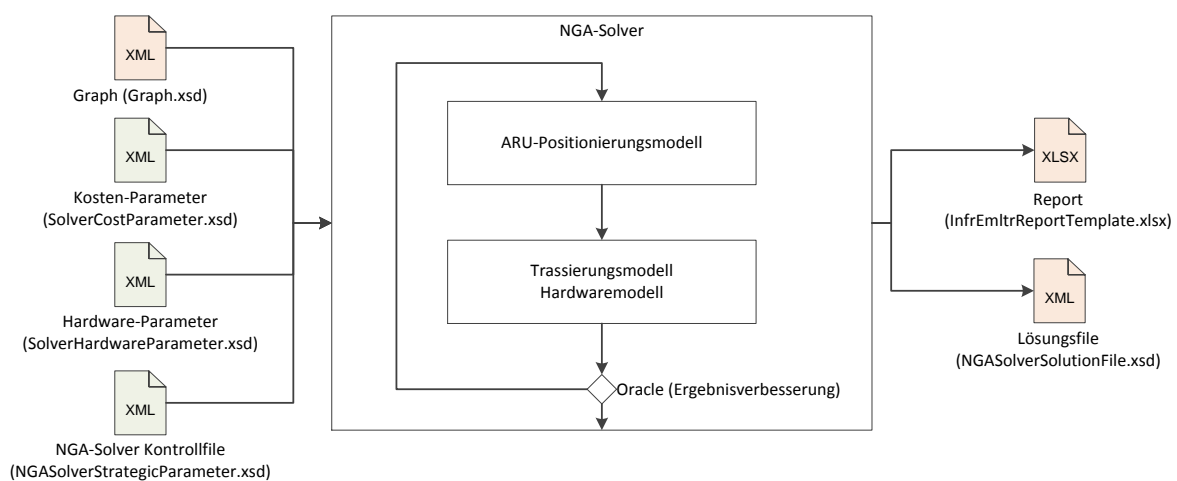 XML
Graph (Graph.xsd)
XML
Kosten-Parameter
(SolverCostParameter.xsd)
XML
Hardware-Parameter
(SolverHardwareParameter.xsd)
XML
NGA-Solver Kontrollfile
(NGASolverStrategicParameter.xsd)
NGA-Solver
ARU-Positionierungsmodell
Trassierungsmodell
Hardwaremodell
Oracle (Ergebnisverbesserung)
XLSX
Report
(InfrEmltrReportTemplate.xlsx)
XML
Lösungsfile
(NGASolverSolutionFile.xsd)